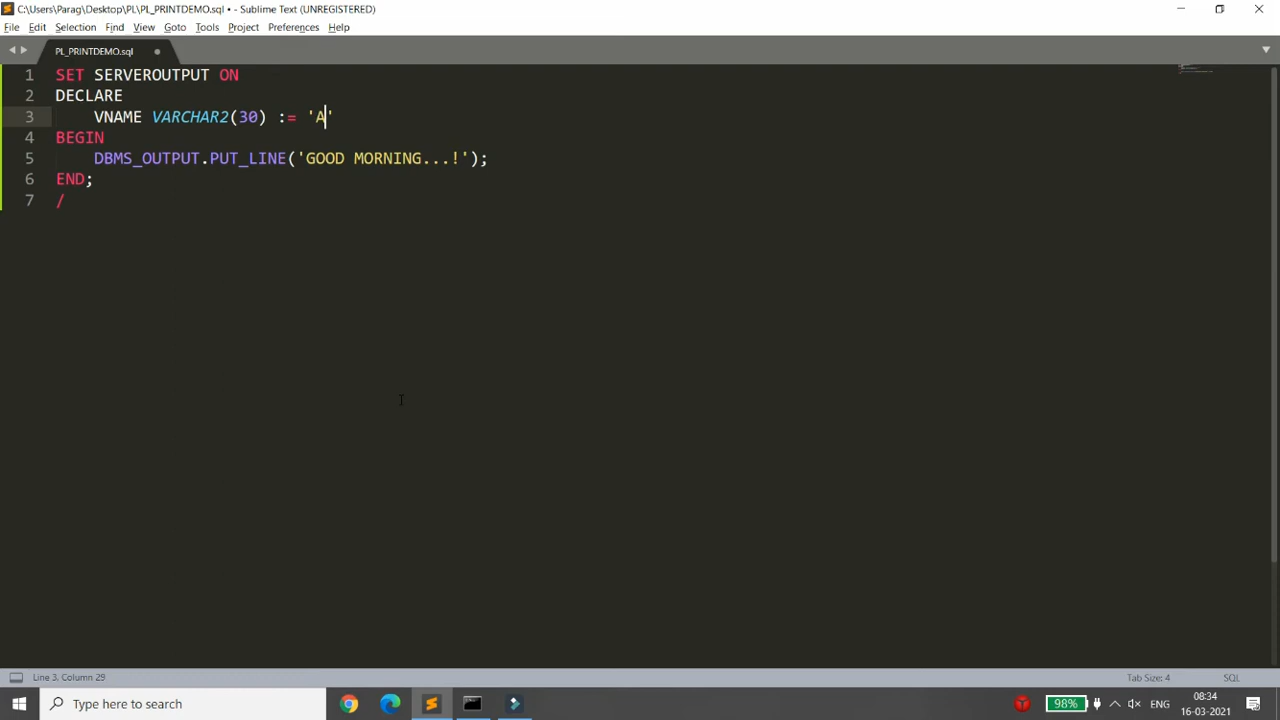 C:\Users\Parag\Desktop\PL\PL_PRINTDEMO.sql • - Sublime Text (UNREGISTERED)
File Edit Selection Find View Goto Tools Project Preferences Help
PL_PRINTDEMO.sql
1 SET SERVEROUTPUT ON
2 DECLARE
3 VNAME VARCHAR2(30) := 'A'
4 BEGIN
5 DBMS_OUTPUT.PUT_LINE('GOOD MORNING...!');
6 END;
7 /
Line 3, Column 29 Tab Size: 4 SQL
Type here to search 98% ENG 08:34
16-03-2021